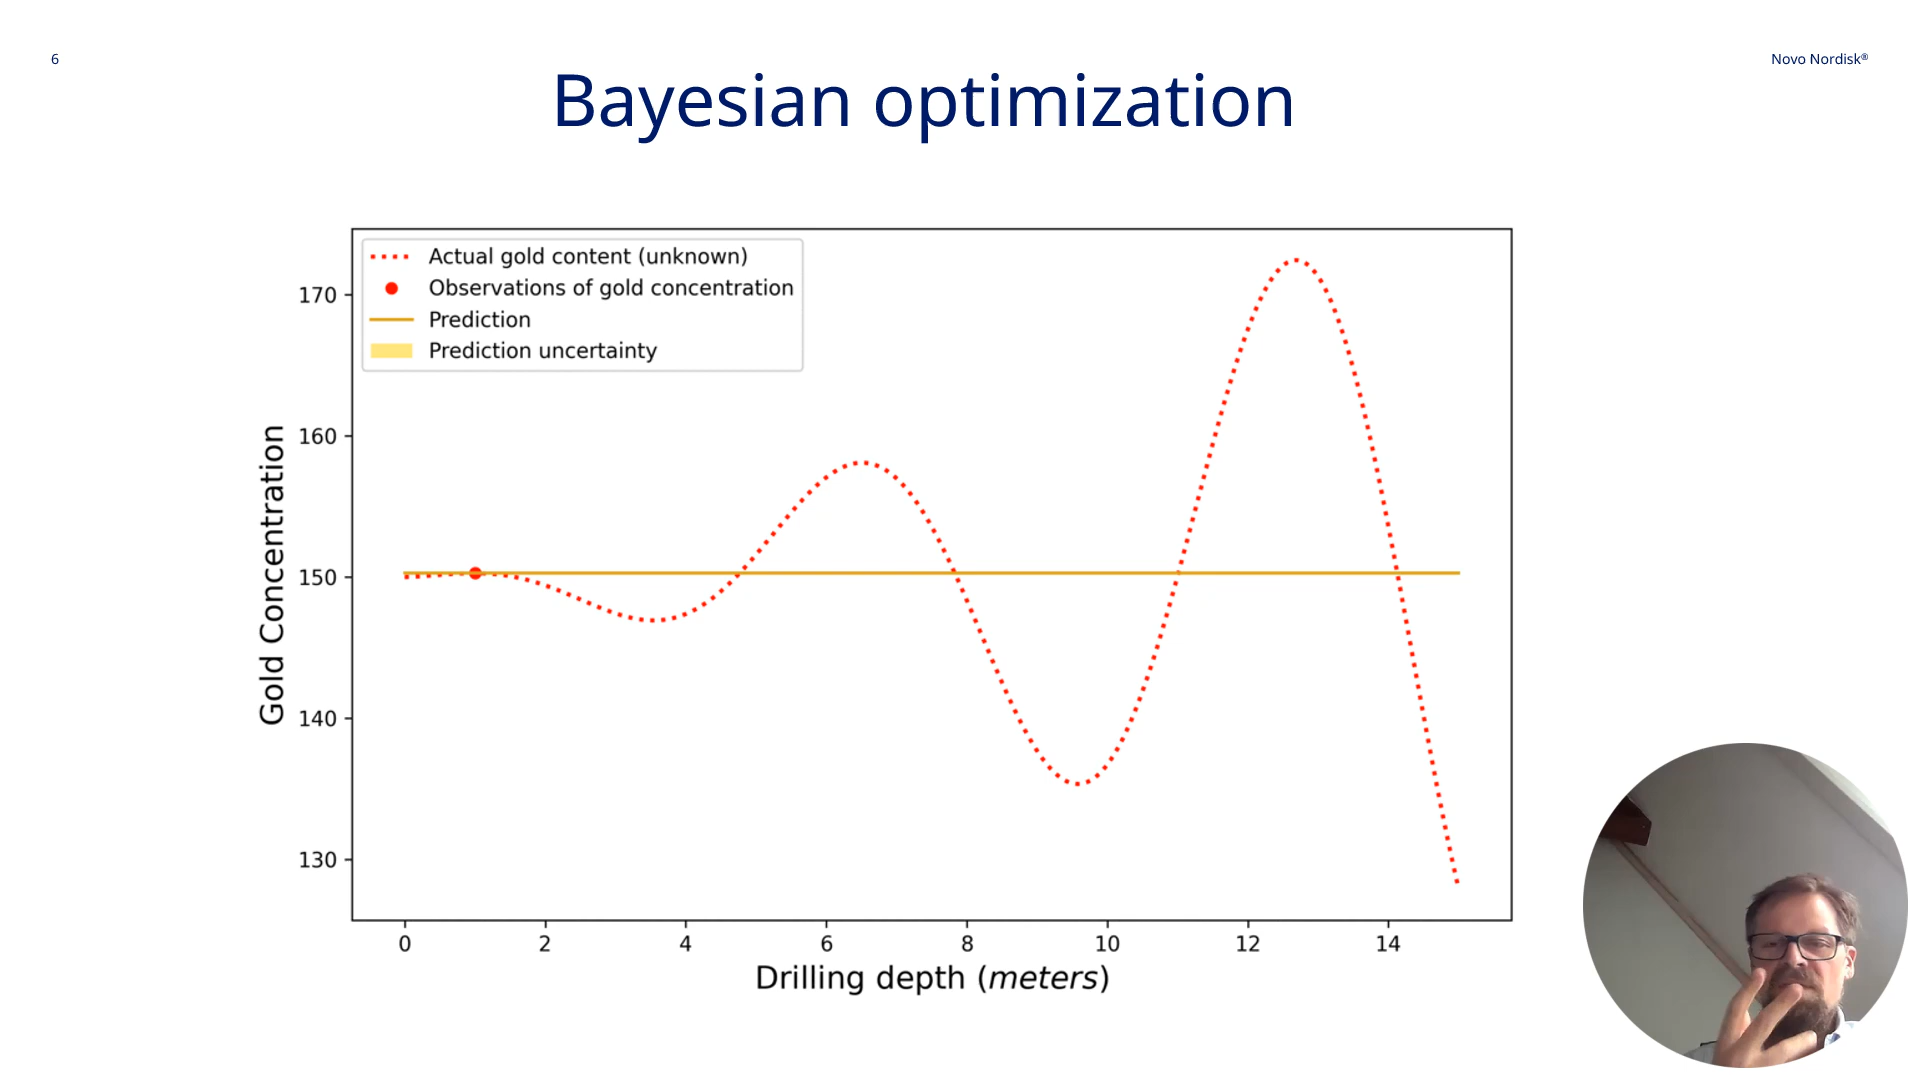 6
Novo Nordisk®
Bayesian optimization
Actual gold content (unknown)
Observations of gold concentration
Prediction
Prediction uncertainty
Gold Concentration
170
160
150
140
130
0 2 4 6 8 10 12 14
Drilling depth (meters)